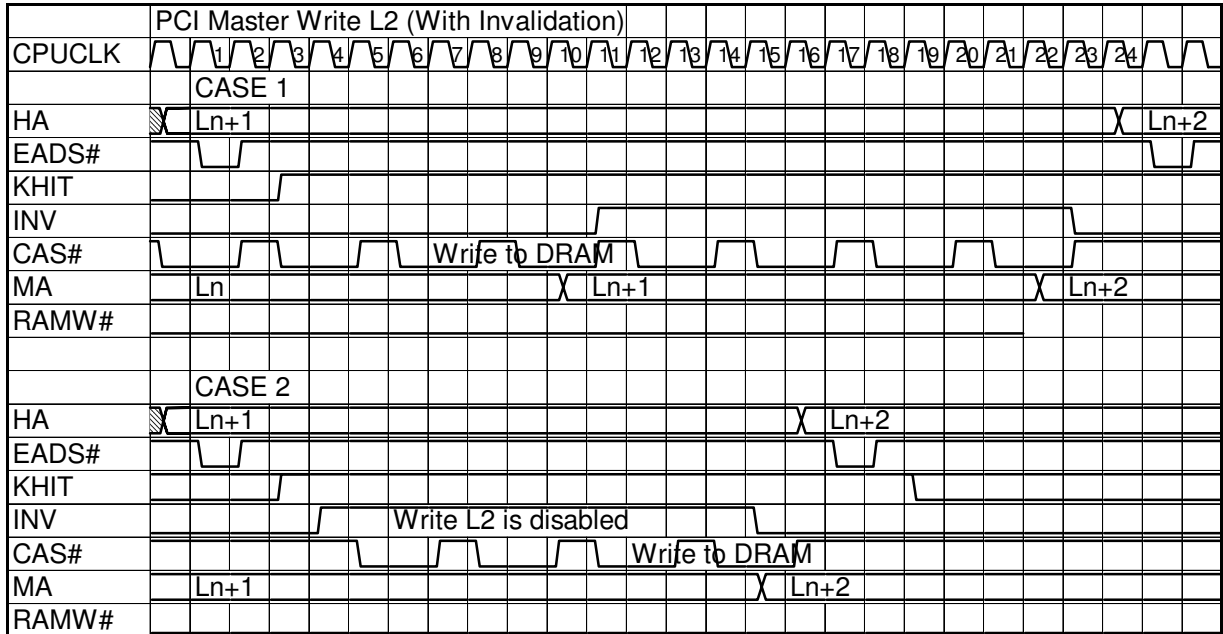 PCI Master Write L2 (With Invalidation)
CPUCLK 1 2 3 4 5 6 7 8 9 10 11 12 13 14 15 16 17 18 19 20 21 22 23 24
CASE 1
HA Ln+1 Ln+2
EADS#
KHIT
INV
CAS# Write to DRAM
MA Ln Ln+1 Ln+2
RAMW#
CASE 2
HA Ln+1 Ln+2
EADS#
KHIT
INV Write L2 is disabled
CAS# Write to DRAM
MA Ln+1 Ln+2
RAMW#